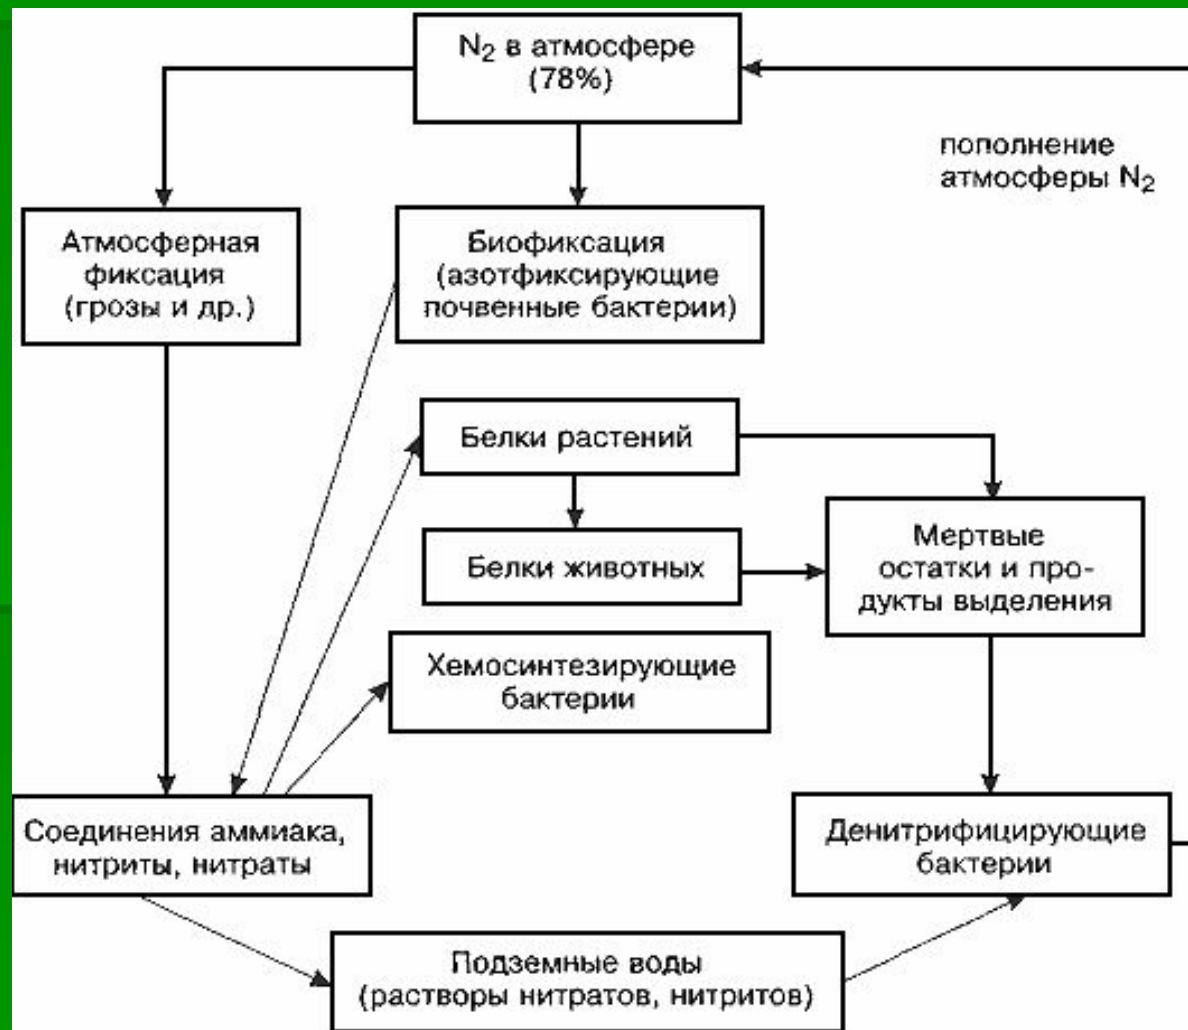 N₂ в атмосфере
(78%)
пополнение
атмосферы N₂
Атмосферная
фиксация
(грозы и др.)
Биофиксация
(азотфиксирующие
почвенные бактерии)
Белки растений
Белки животных
Мертвые
остатки и про-
дукты выделения
Хемосинтезирующие
бактерии
Соединения аммиака,
нитриты, нитраты
Денитрифицирующие
бактерии
Подземные воды
(растворы нитратов, нитритов)